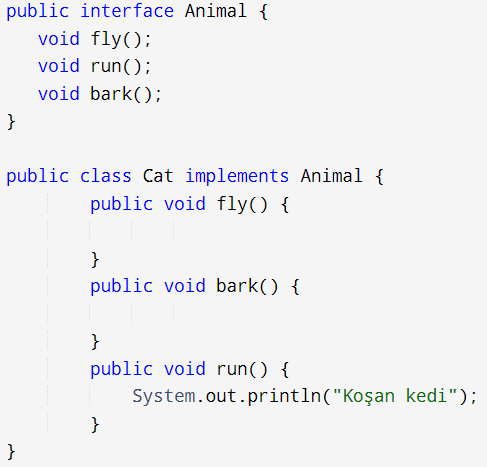 public interface Animal {
void fly();
void run();
void bark();
}
public class Cat implements Animal {
public void fly() {
}
public void bark() {
}
public void run() {
System.out.println("Koşan kedi");
}
}